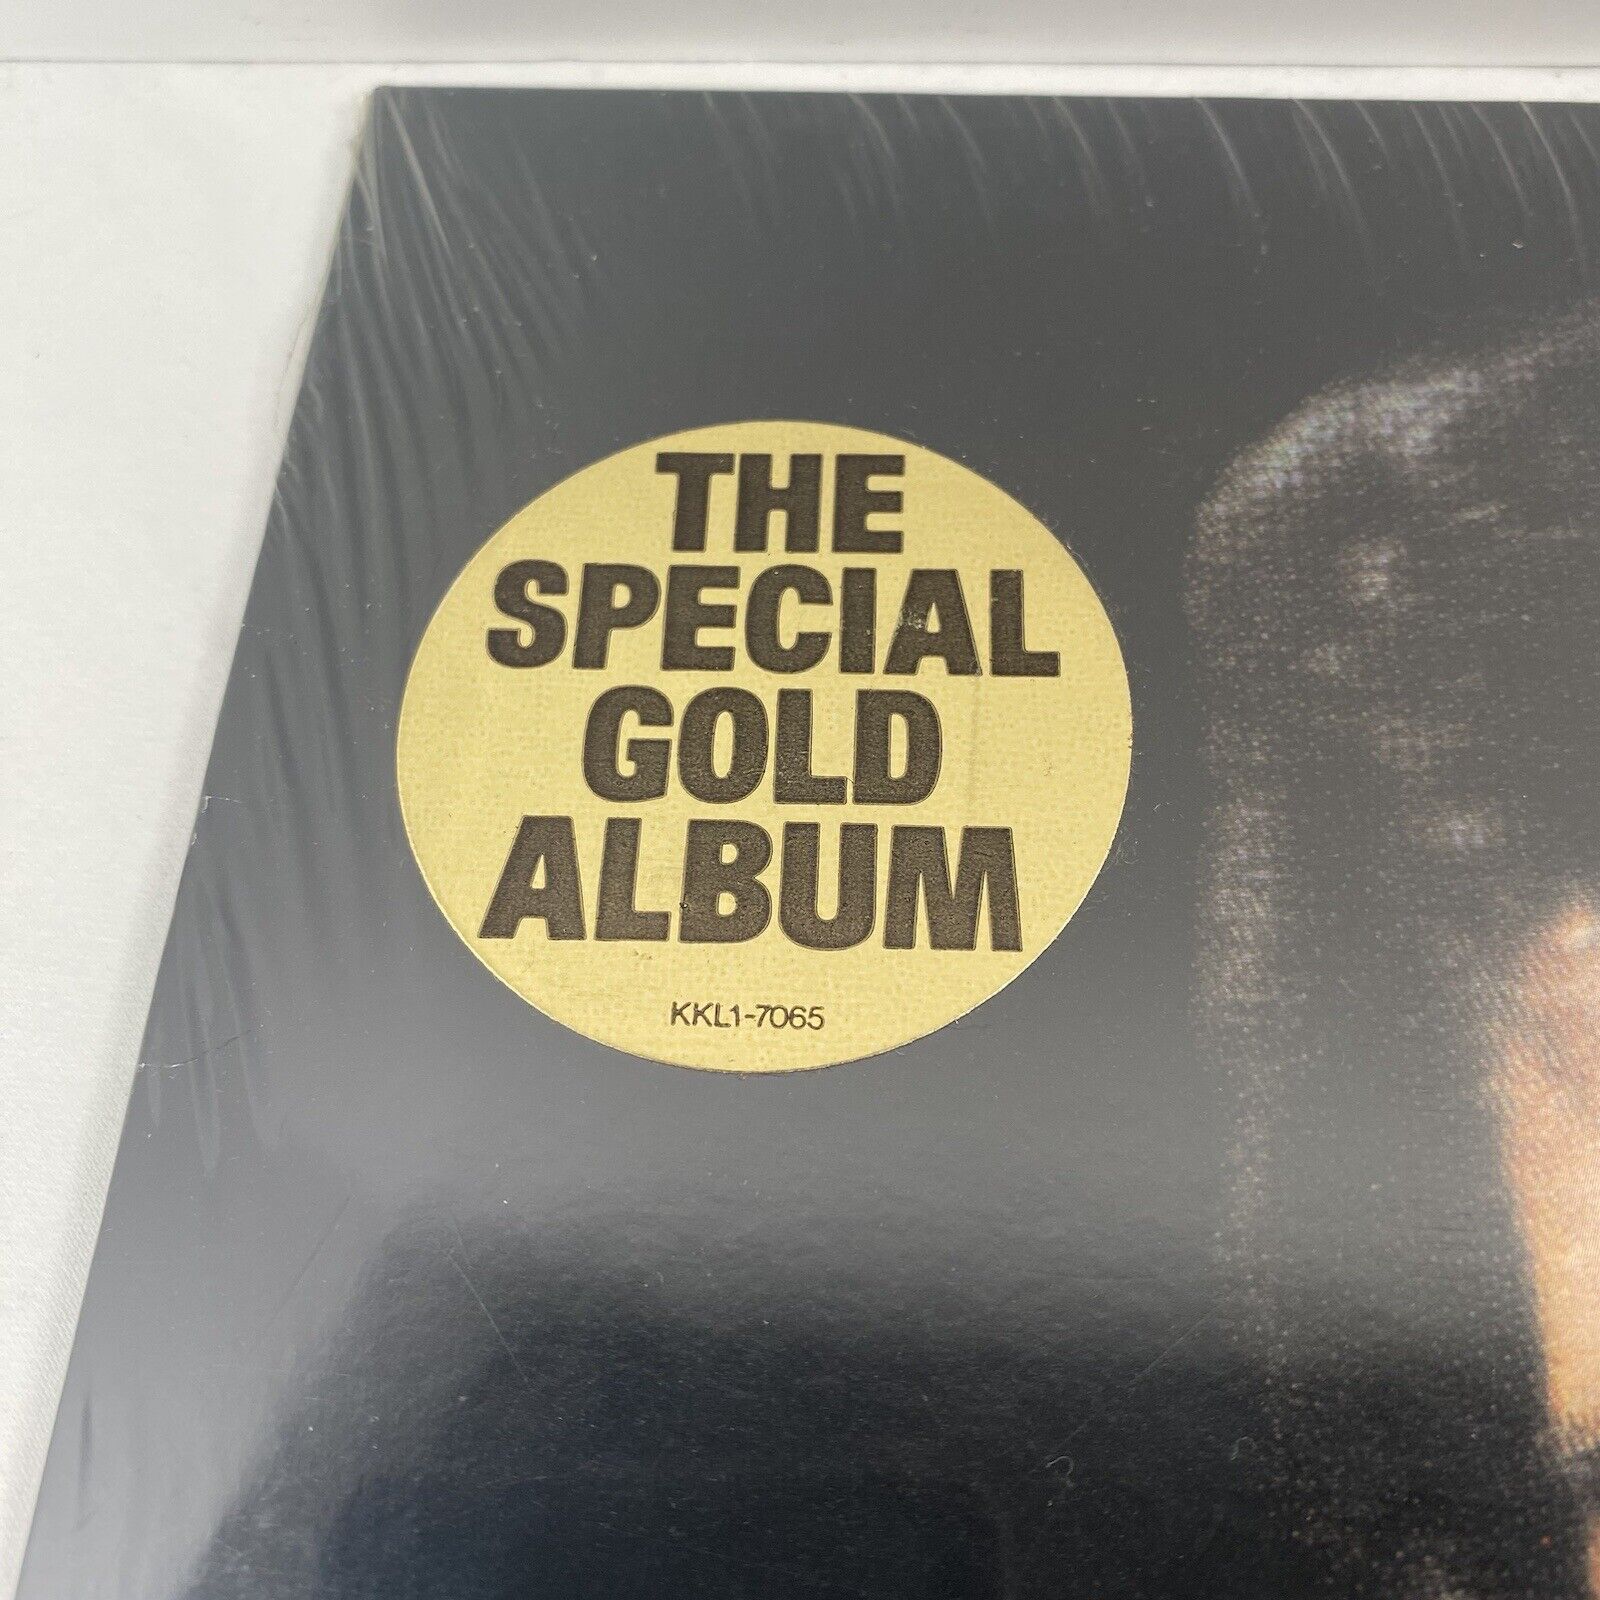 THE
SPECIAL
GOLD
ALBUM
KKL1-7065